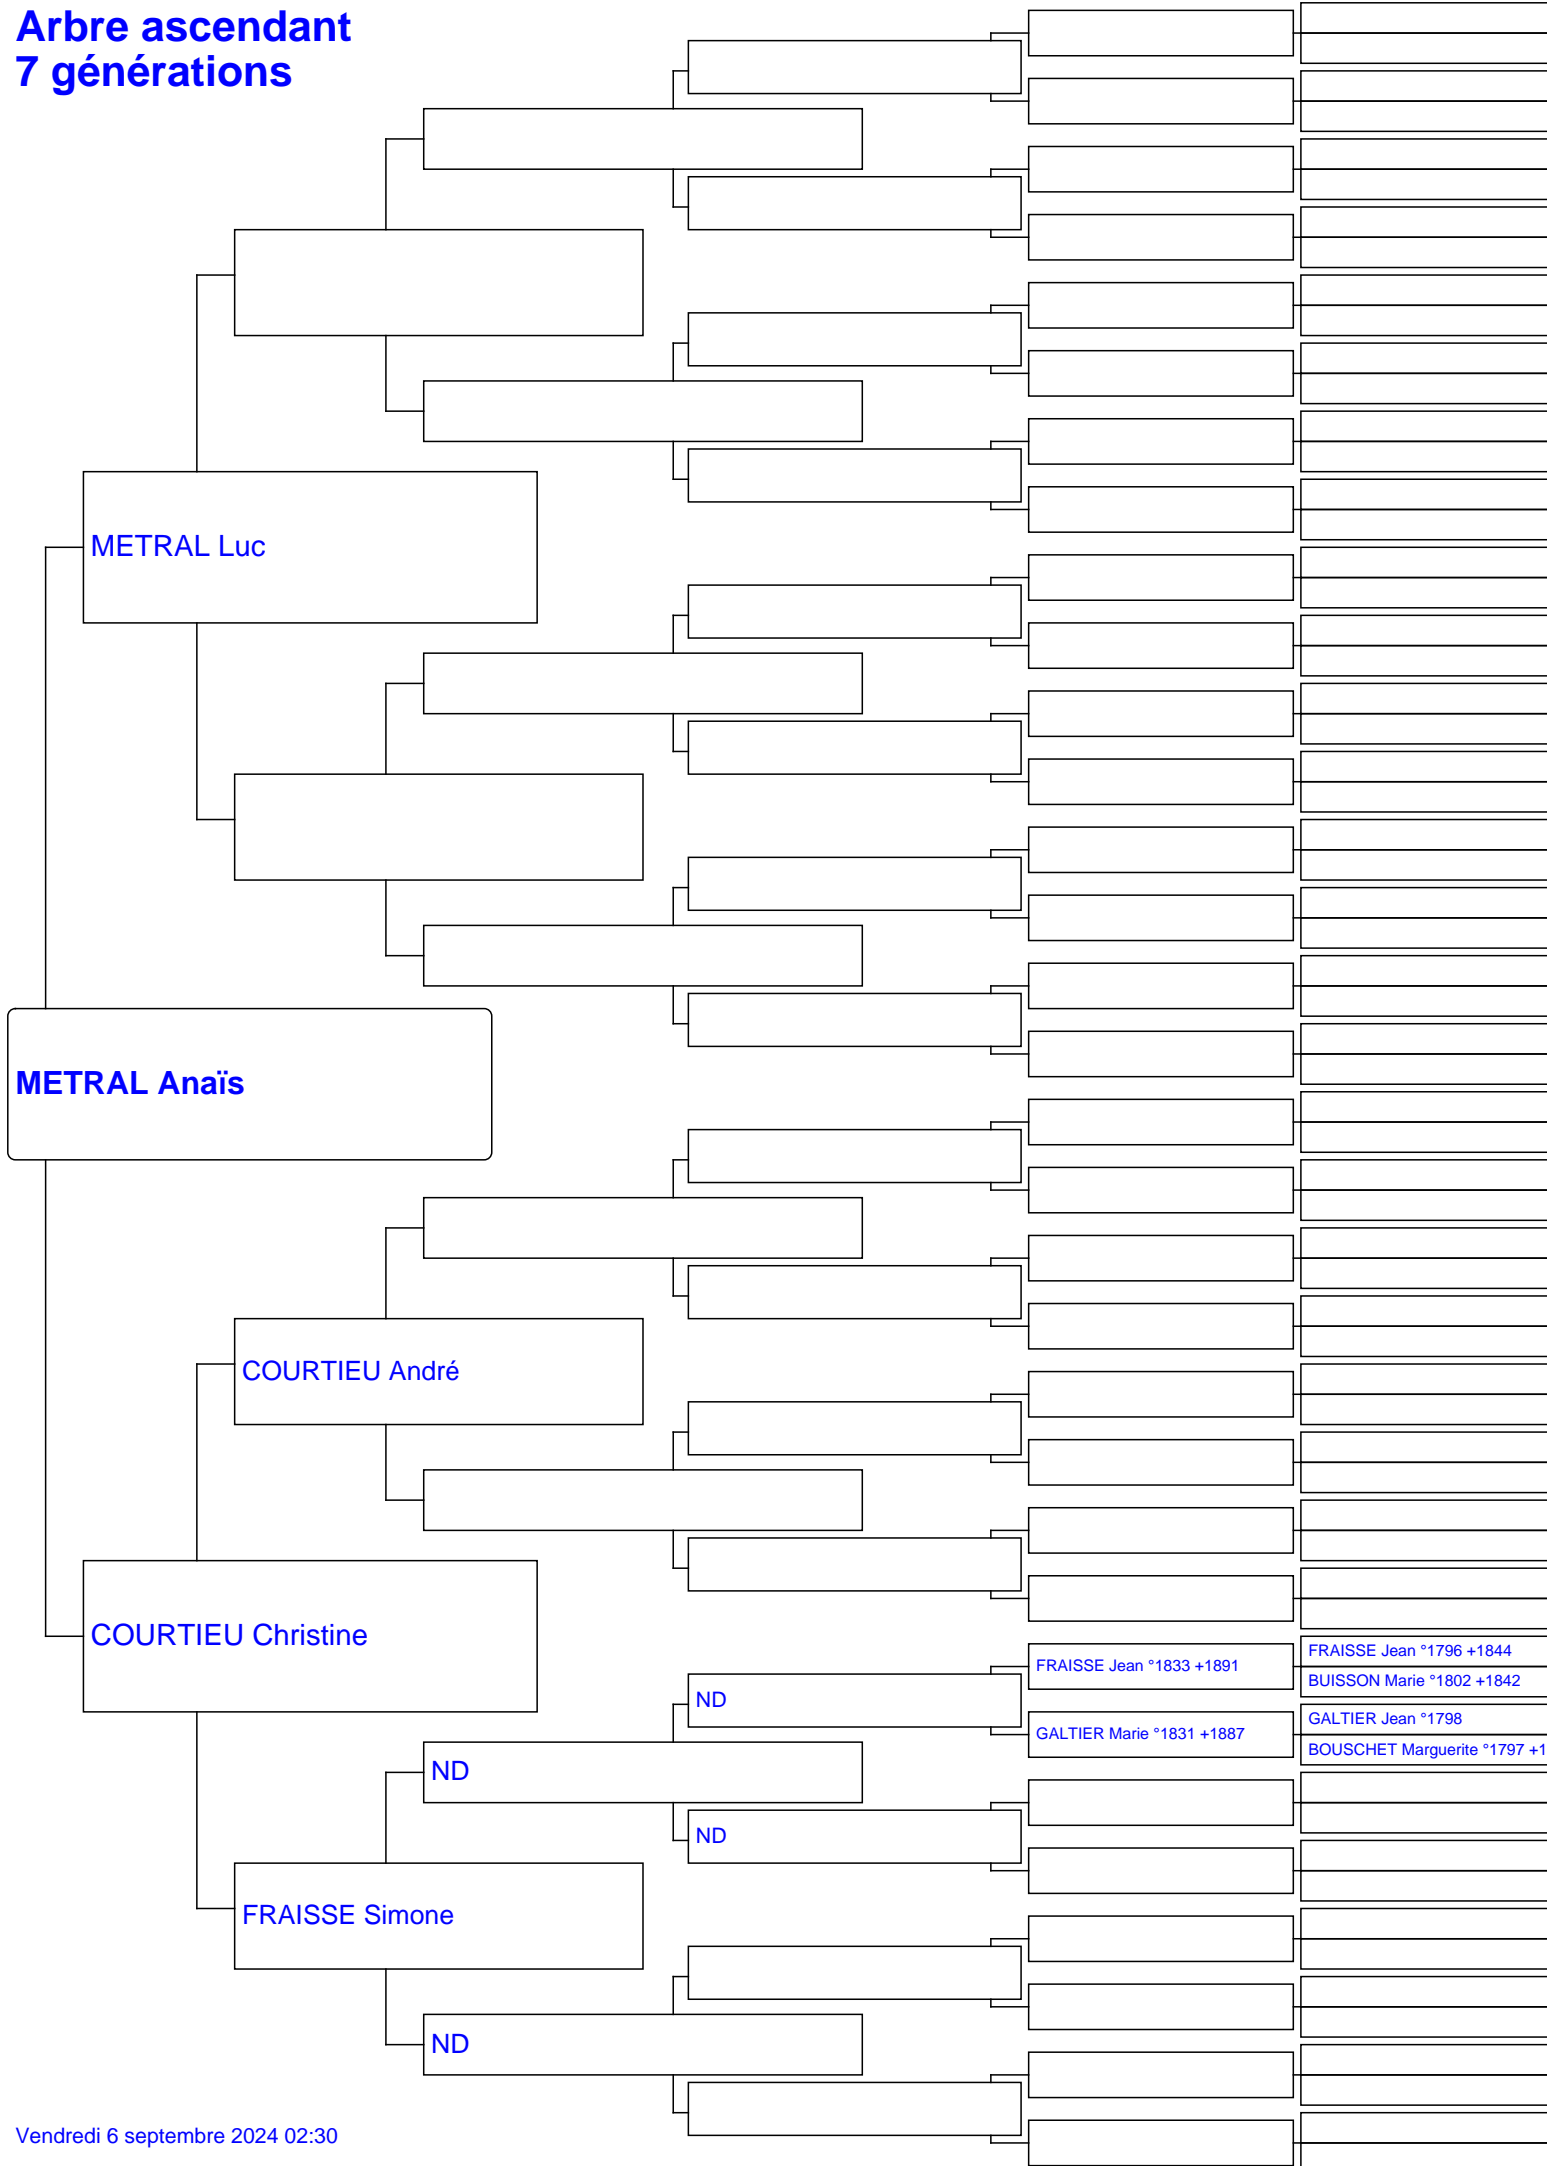 Arbre ascendant
7 générations
METRAL Luc
METRAL Anaïs
COURTIEU André
COURTIEU Christine
FRAISSE Jean °1796 +1844
FRAISSE Jean °1833 +1891
BUISSON Marie °1802 +1842
ND
GALTIER Jean °1798
GALTIER Marie °1831 +1887
BOUSCHET Marguerite °1797 +1
ND
ND
FRAISSE Simone
ND
Vendredi 6 septembre 2024 02:30